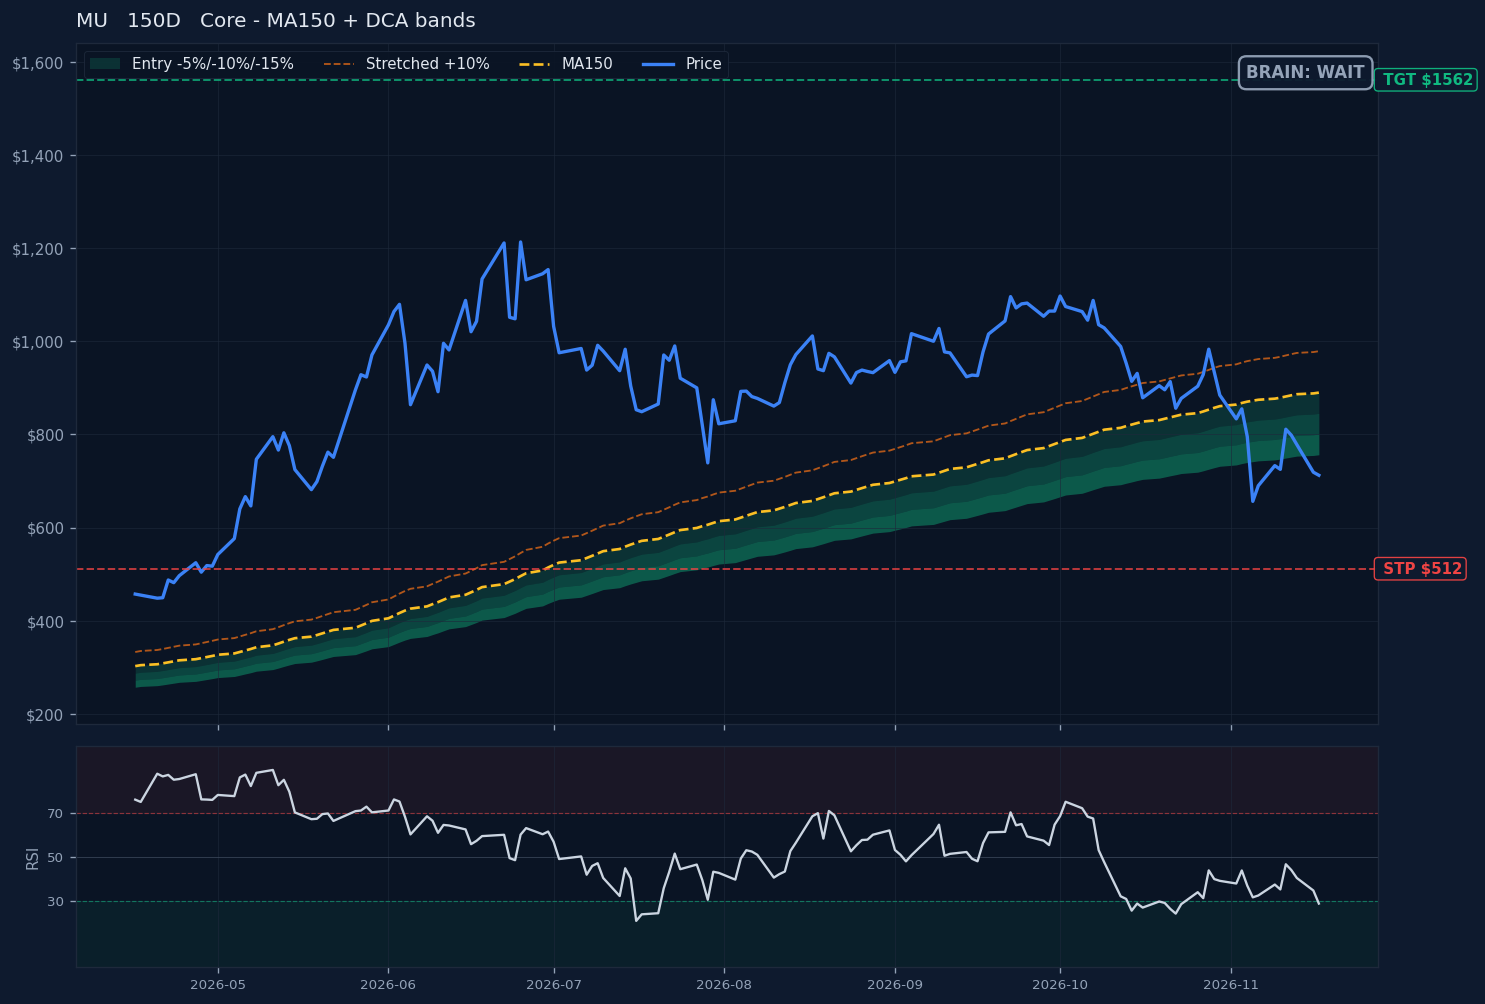 MU 150D Core - MA150 + DCA bands
Entry -5%/-10%/-15% Stretched +10% MA150 Price
BRAIN: WAIT
TGT $1562
$1,600
$1,400
$1,200
$1,000
$800
$600
STP $512
$400
$200
70
50
30
RSI
2026-05 2026-06 2026-07 2026-08 2026-09 2026-10 2026-11